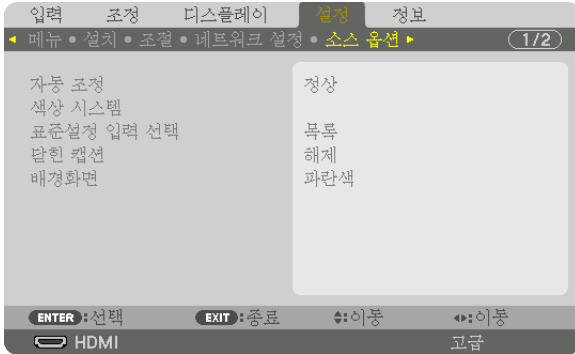 입력 조정 디스플레이 설정 정보
메뉴 • 설치 • 조절 • 네트워크 설정 • 소스 옵션 1/2
자동 조정 정상
색상 시스템
표준설정 입력 선택 목록
닫힌 캡션 해제
배경화면 파란색
ENTER :선택 EXIT :종료 :이동 :이동
HDMI 고급